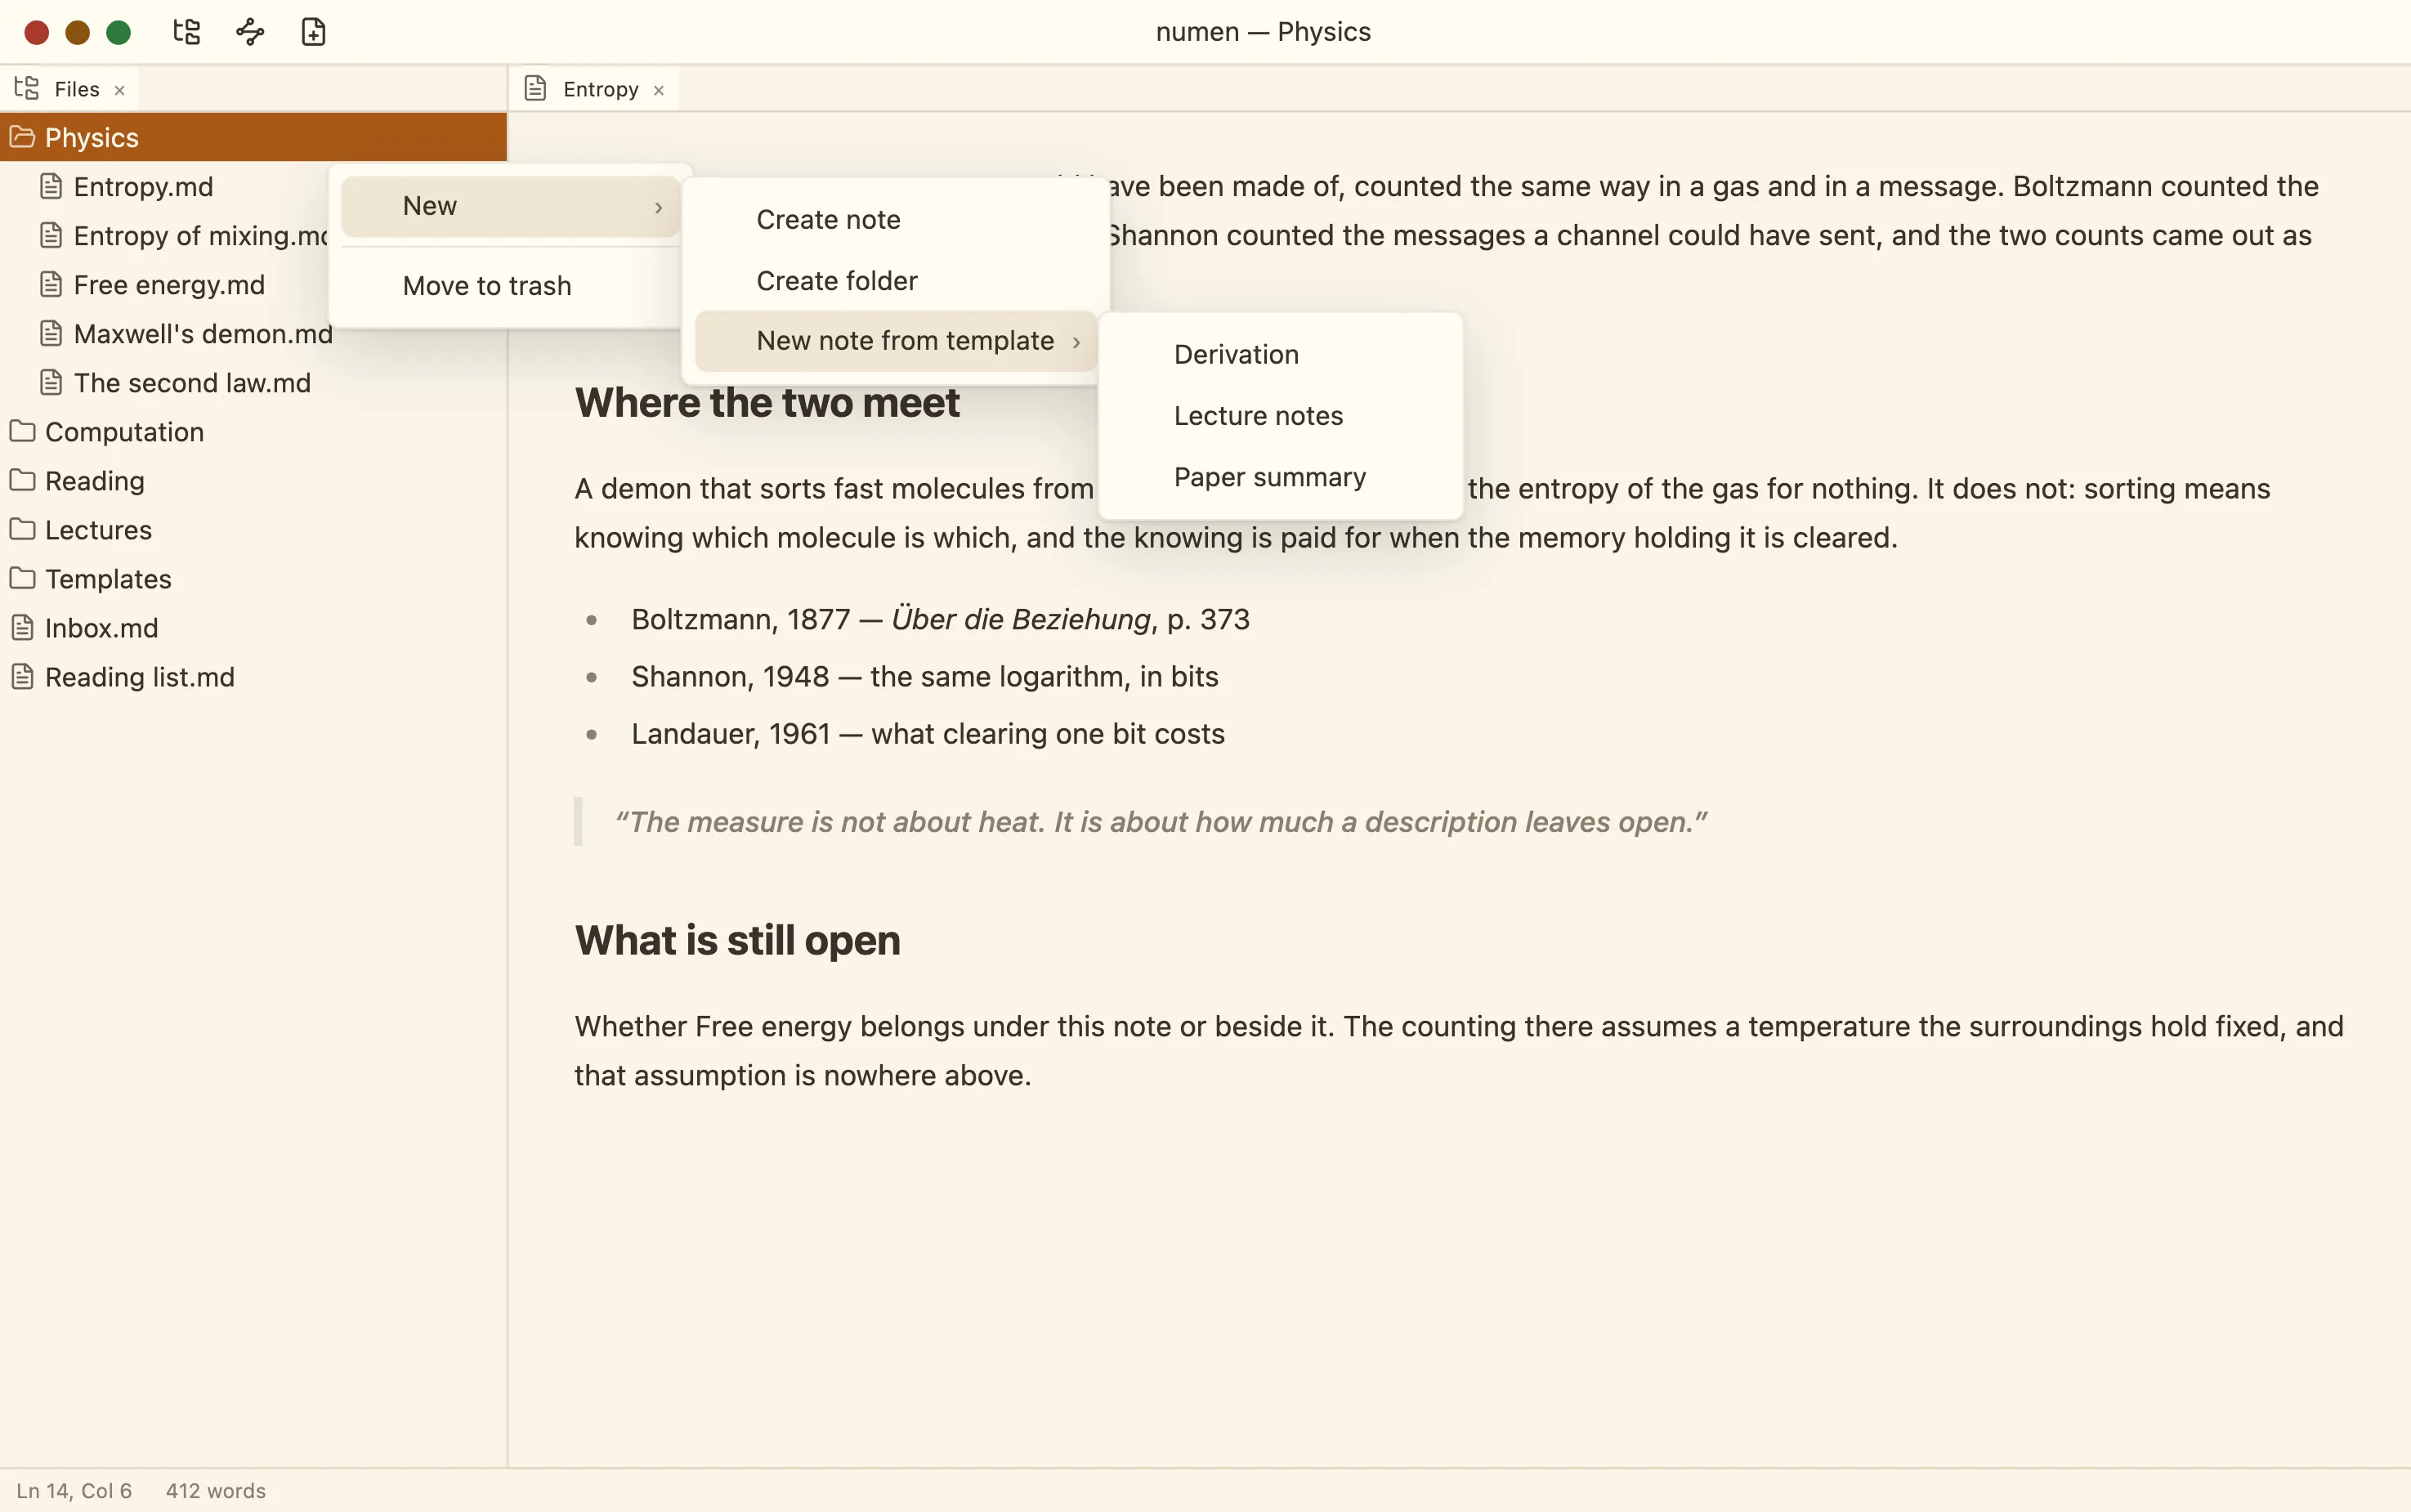 numen — Physics
Files ×
Entropy ×
Physics
Entropy.md
Entropy of mixing.md
Free energy.md
Maxwell's demon.md
The second law.md
Computation
Reading
Lectures
Templates
Inbox.md
Reading list.md
New ›
Move to trash
Create note
Create folder
New note from template ›
Derivation
Lecture notes
Paper summary
have been made of, counted the same way in a gas and in a message. Boltzmann counted the
Shannon counted the messages a channel could have sent, and the two counts came out as
Where the two meet
A demon that sorts fast molecules from the entropy of the gas for nothing. It does not: sorting means
knowing which molecule is which, and the knowing is paid for when the memory holding it is cleared.
• Boltzmann, 1877 — Über die Beziehung, p. 373
• Shannon, 1948 — the same logarithm, in bits
• Landauer, 1961 — what clearing one bit costs
“The measure is not about heat. It is about how much a description leaves open.”
What is still open
Whether Free energy belongs under this note or beside it. The counting there assumes a temperature the surroundings hold fixed, and
that assumption is nowhere above.
Ln 14, Col 6 412 words